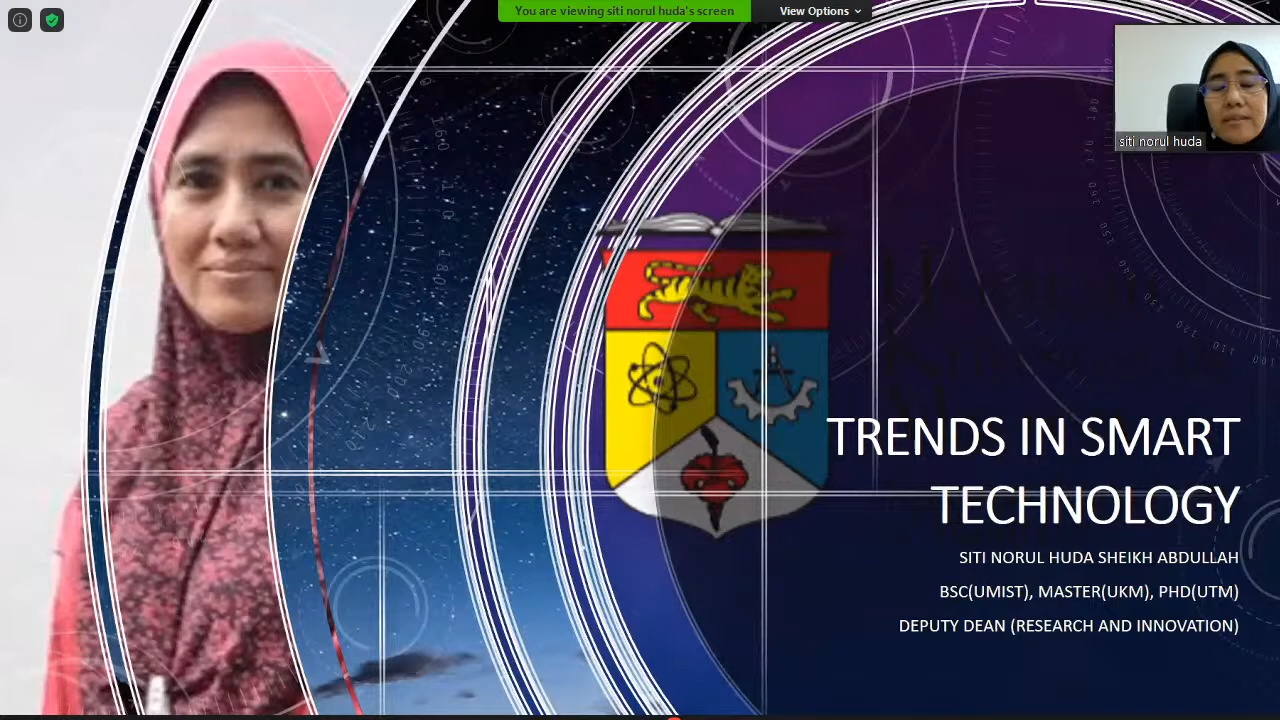 You are viewing siti norul huda's screen
View Options
siti norul huda
TRENDS IN SMART
TECHNOLOGY
SITI NORUL HUDA SHEIKH ABDULLAH
BSC(UMIST), MASTER(UKM), PHD(UTM)
DEPUTY DEAN (RESEARCH AND INNOVATION)